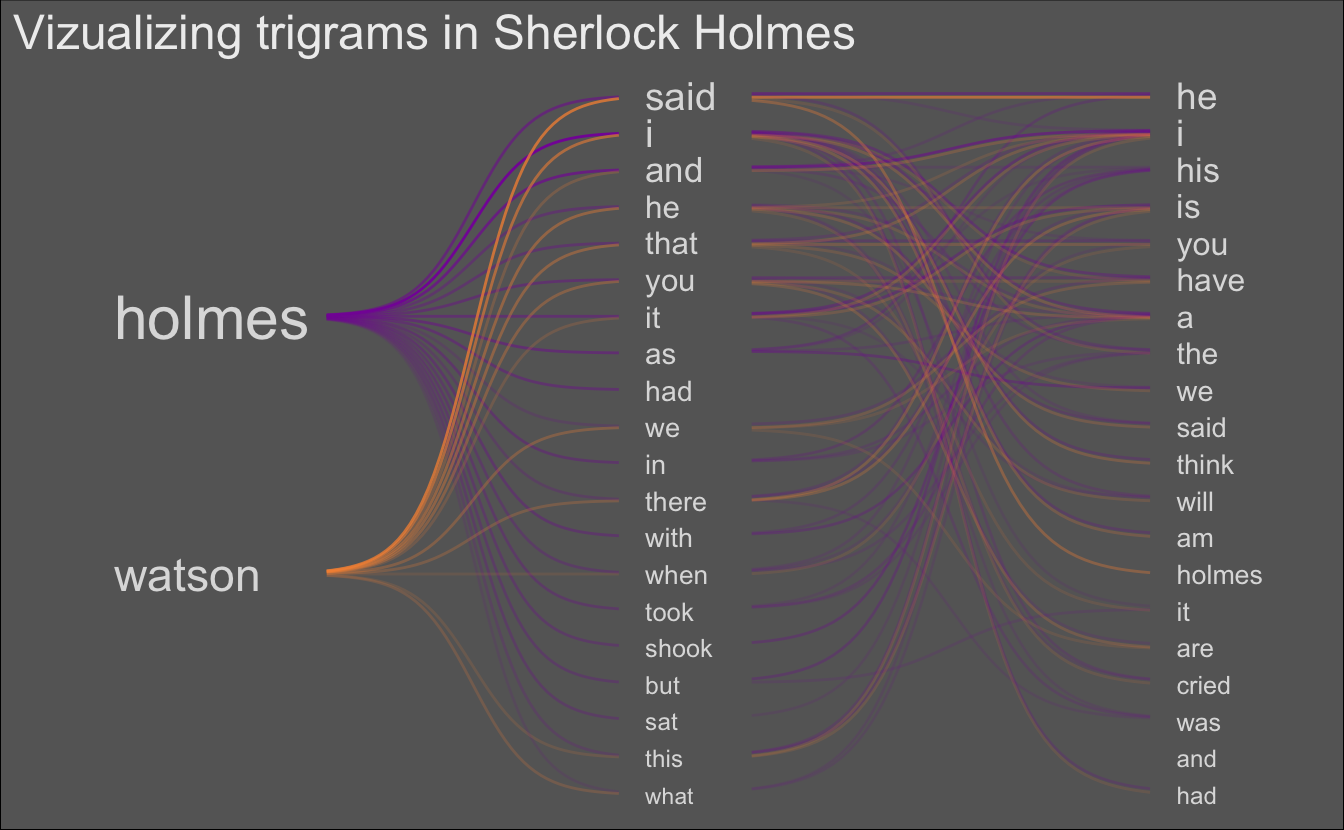 Vizualizing trigrams in Sherlock Holmes
holmes
watson
said
i
and
he
that
you
it
as
had
we
in
there
with
when
took
shook
but
sat
this
what
he
i
his
is
you
have
a
the
we
said
think
will
am
holmes
it
are
cried
was
and
had